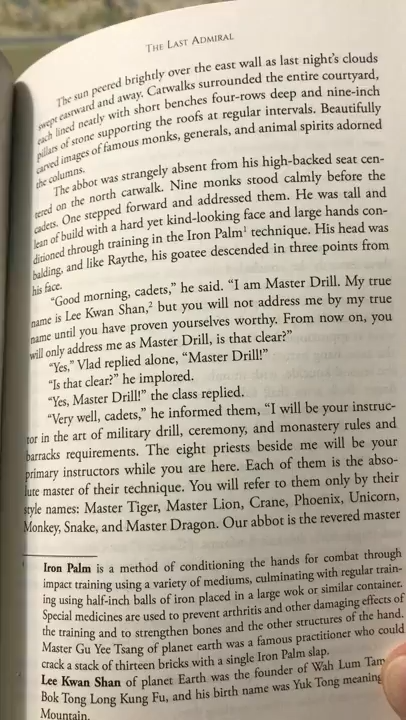 THE LAST ADMIRAL
The sun peered brightly over the east wall as last night's clouds
swept eastward and away. Catwalks surrounded the entire courtyard,
each lined neatly with short benches four-rows deep and nine-inch
pillars of stone supporting the roofs at regular intervals. Beautifully
carved images of famous monks, generals, and animal spirits adorned
the columns.
The abbot was strangely absent from his high-backed seat cen-
tered on the north catwalk. Nine monks stood calmly before the
cadets. One stepped forward and addressed them. He was tall and
lean of build with a hard yet kind-looking face and large hands con-
ditioned through training in the Iron Palm¹ technique. His head was
balding, and like Raythe, his goatee descended in three points from
his face.
"Good morning, cadets," he said. "I am Master Drill. My true
name is Lee Kwan Shan,² but you will not address me by my true
name until you have proven yourselves worthy. From now on, you
will only address me as Master Drill, is that clear?"
"Yes," Vlad replied alone, "Master Drill!"
"Is that clear?" he implored.
"Yes, Master Drill!" the class replied.
"Very well, cadets," he informed them, "I will be your instruc-
tor in the art of military drill, ceremony, and monastery rules and
barracks requirements. The eight priests beside me will be your
primary instructors while you are here. Each of them is the abso-
lute master of their technique. You will refer to them only by their
style names: Master Tiger, Master Lion, Crane, Phoenix, Unicorn,
Monkey, Snake, and Master Dragon. Our abbot is the revered master
Iron Palm is a method of conditioning the hands for combat through
impact training using a variety of mediums, culminating with regular train-
ing using half-inch balls of iron placed in a large wok or similar container.
Special medicines are used to prevent arthritis and other damaging effects of
the training and to strengthen bones and the other structures of the hand.
Master Gu Yee Tsang of planet earth was a famous practitioner who could
crack a stack of thirteen bricks with a single Iron Palm slap.
Lee Kwan Shan of planet Earth was the founder of Wah Lum Tam
Bok Tong Long Kung Fu, and his birth name was Yuk Tong meaning
Mountain.